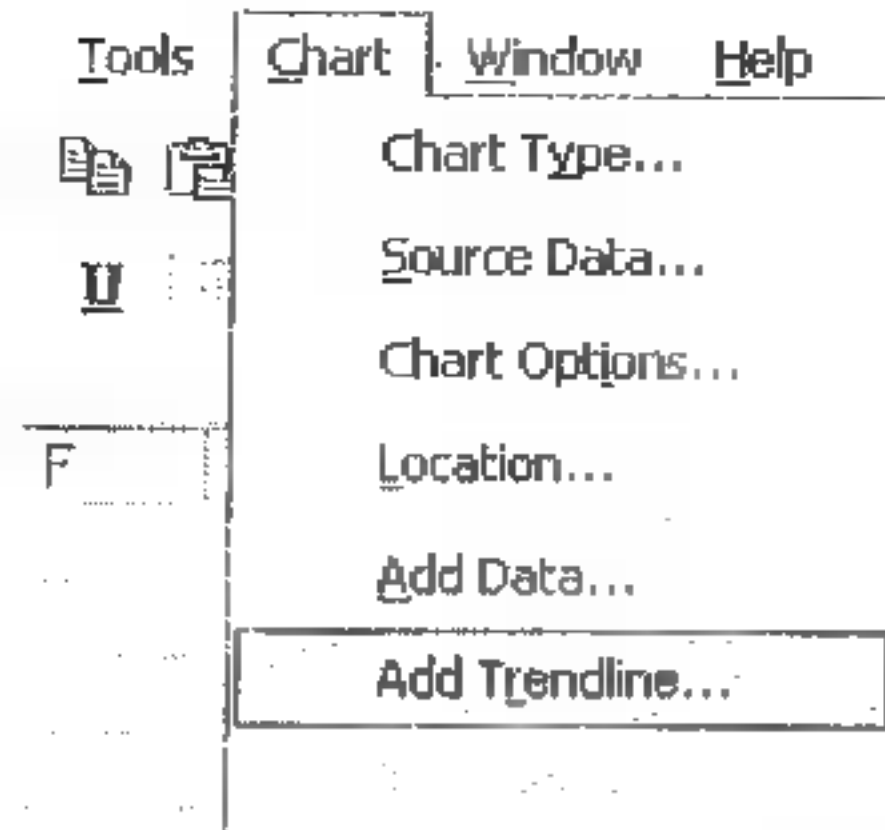 Tools Chart Window Help
Chart Type...
Source Data...
U
Chart Options...
F
Location...
Add Data...
Add Trendline...